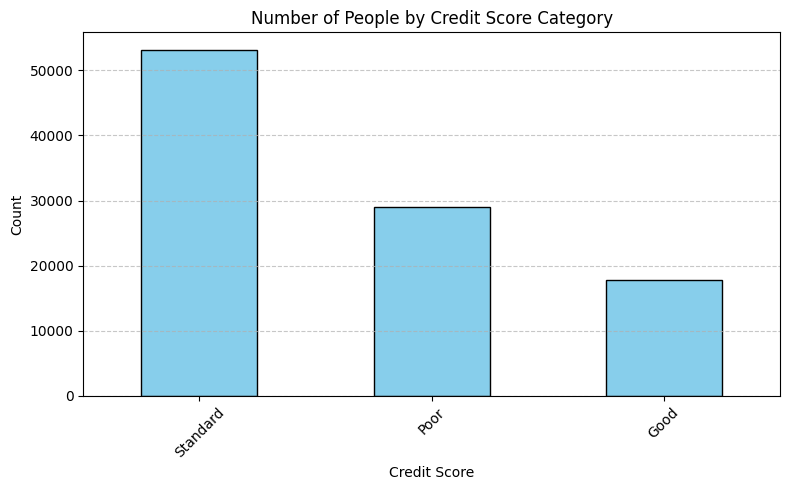 Number of People by Credit Score Category
Count
50000
40000
30000
20000
10000
0
Standard
Poor
Good
Credit Score